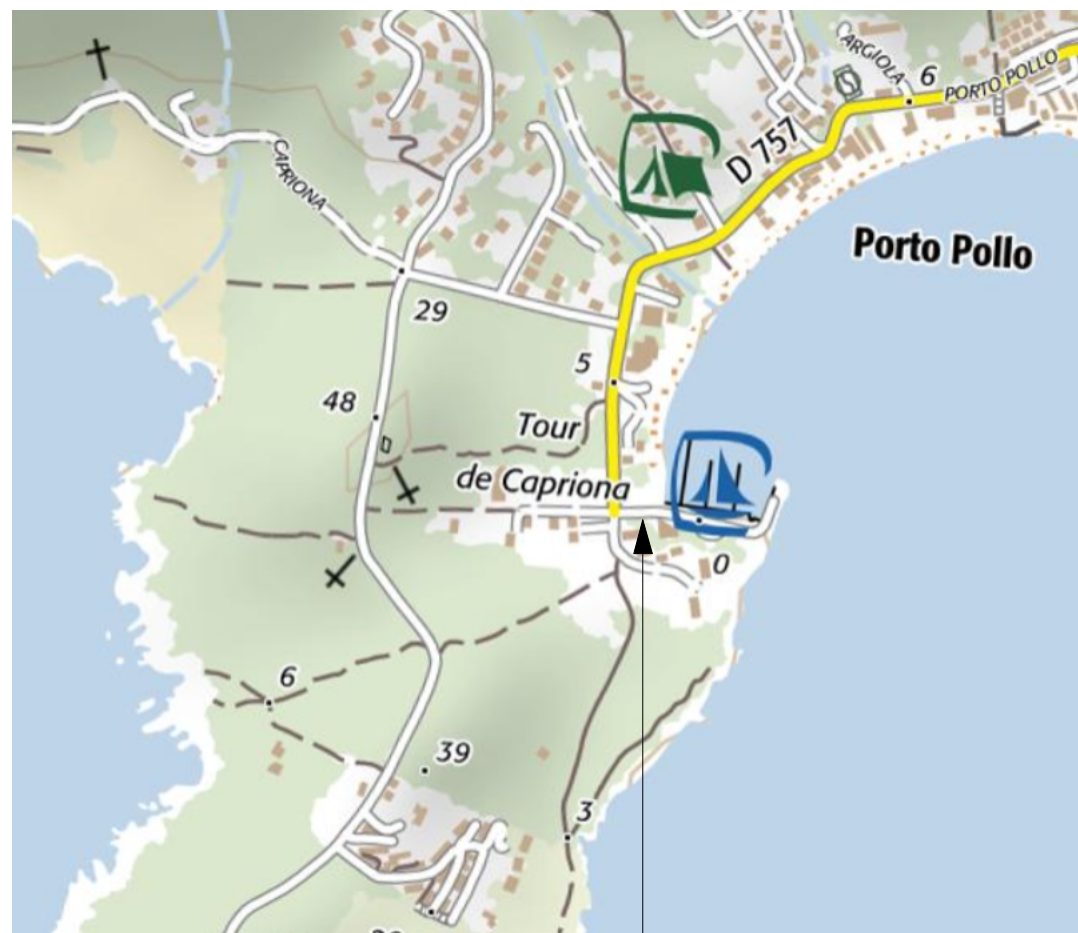 CARGIOLA
6
PORTO POLLO
D 757
CAPRIONA
Porto Pollo
29
5
48
Tour
de Capriona
0
6
39
3